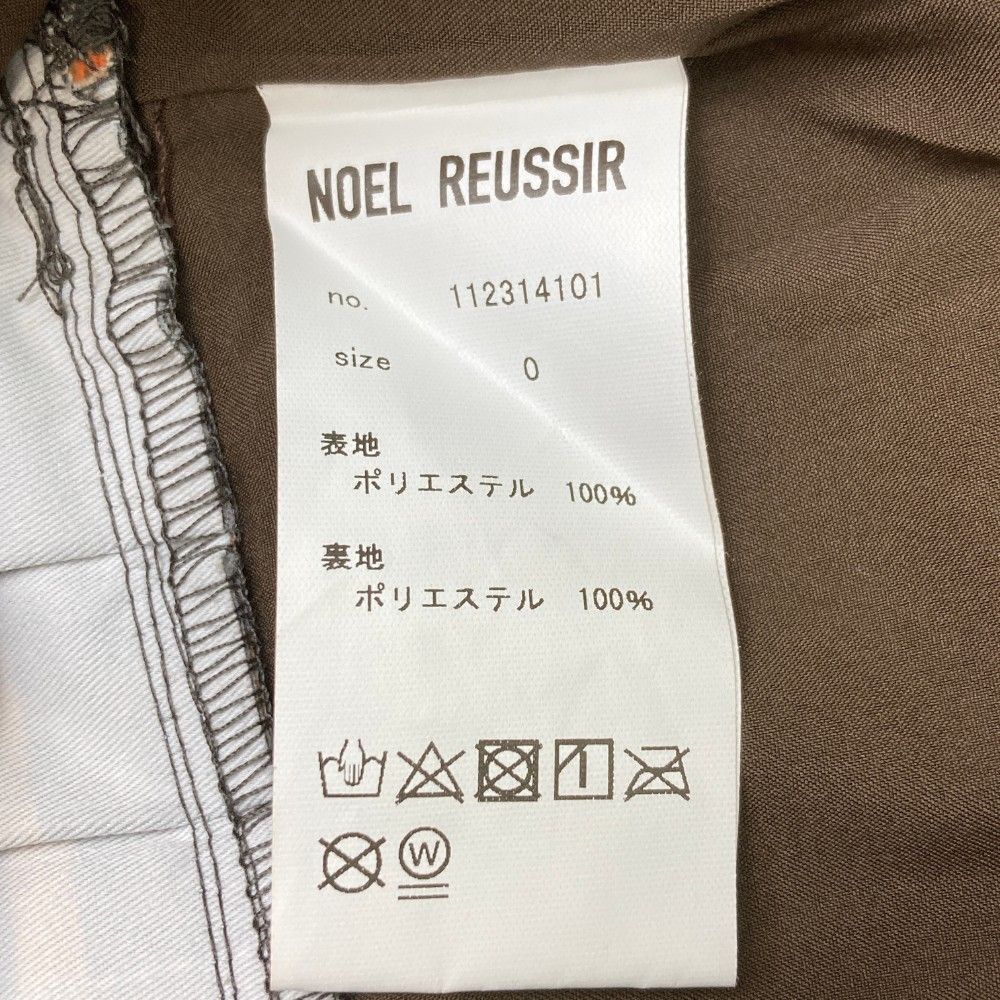 NOEL REUSSIR
no. 112314101
size 0
表地
ポリエステル 100%
裏地
ポリエステル 100%
W